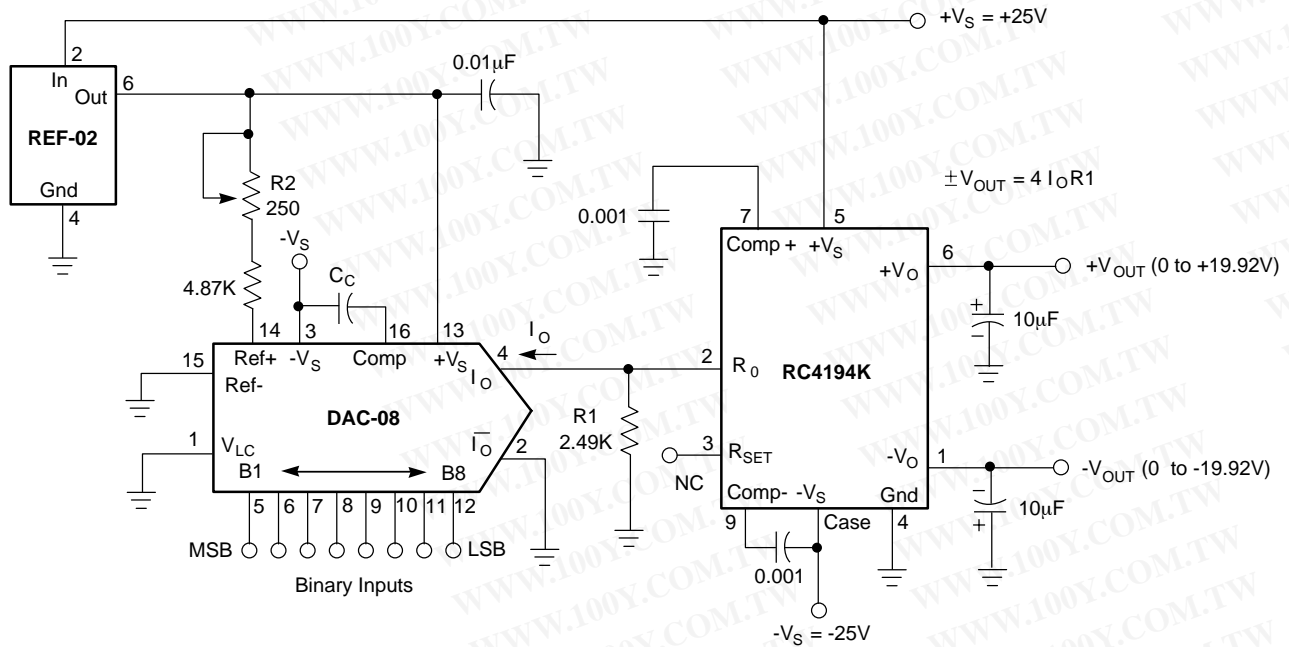 +VS = +25V
2
In
Out
6
REF-02
Gnd
4
0.01µF
R2
250
4.87K
-VS
CC
14
3
16
13
Ref+
-VS
Comp
+VS
15
Ref-
DAC-08
1
VLC
B1
B8
4
IO
IO
IO
2
5
6
7
8
9
10
11
12
MSB
LSB
Binary Inputs
R1
2.49K
0.001
7
5
Comp +
+VS
±VOUT = 4 IOR1
+VO
6
+VOUT (0 to +19.92V)
+
−
10µF
2
R0
RC4194K
3
RSET
NC
-VO
1
-VOUT (0 to -19.92V)
−
+
10µF
Comp-
-VS
Gnd
9
Case
4
0.001
-VS = -25V
WWW.100Y.COM.TW